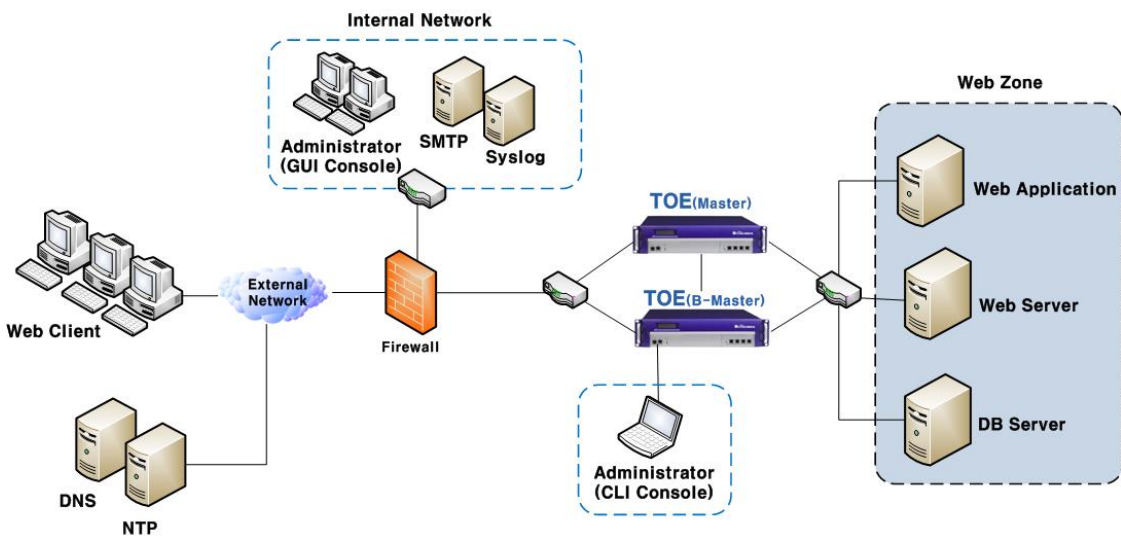 Internal Network
Administrator
(GUI Console)
SMTP
Syslog
Web Zone
Web Application
TOE(Master)
External
Network
TOE(B-Master)
Web Server
Web Client
Firewall
DB Server
Administrator
(CLI Console)
DNS
NTP